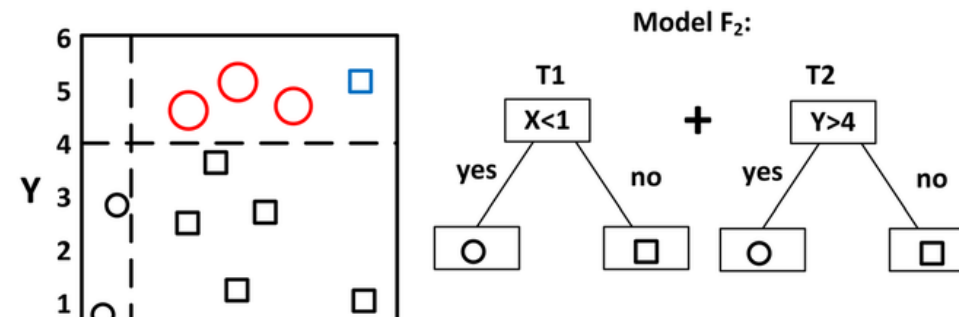 Model F₂:
6
5
4
3
2
1
Y
T1
X<1
yes
no
+
T2
Y>4
yes
no